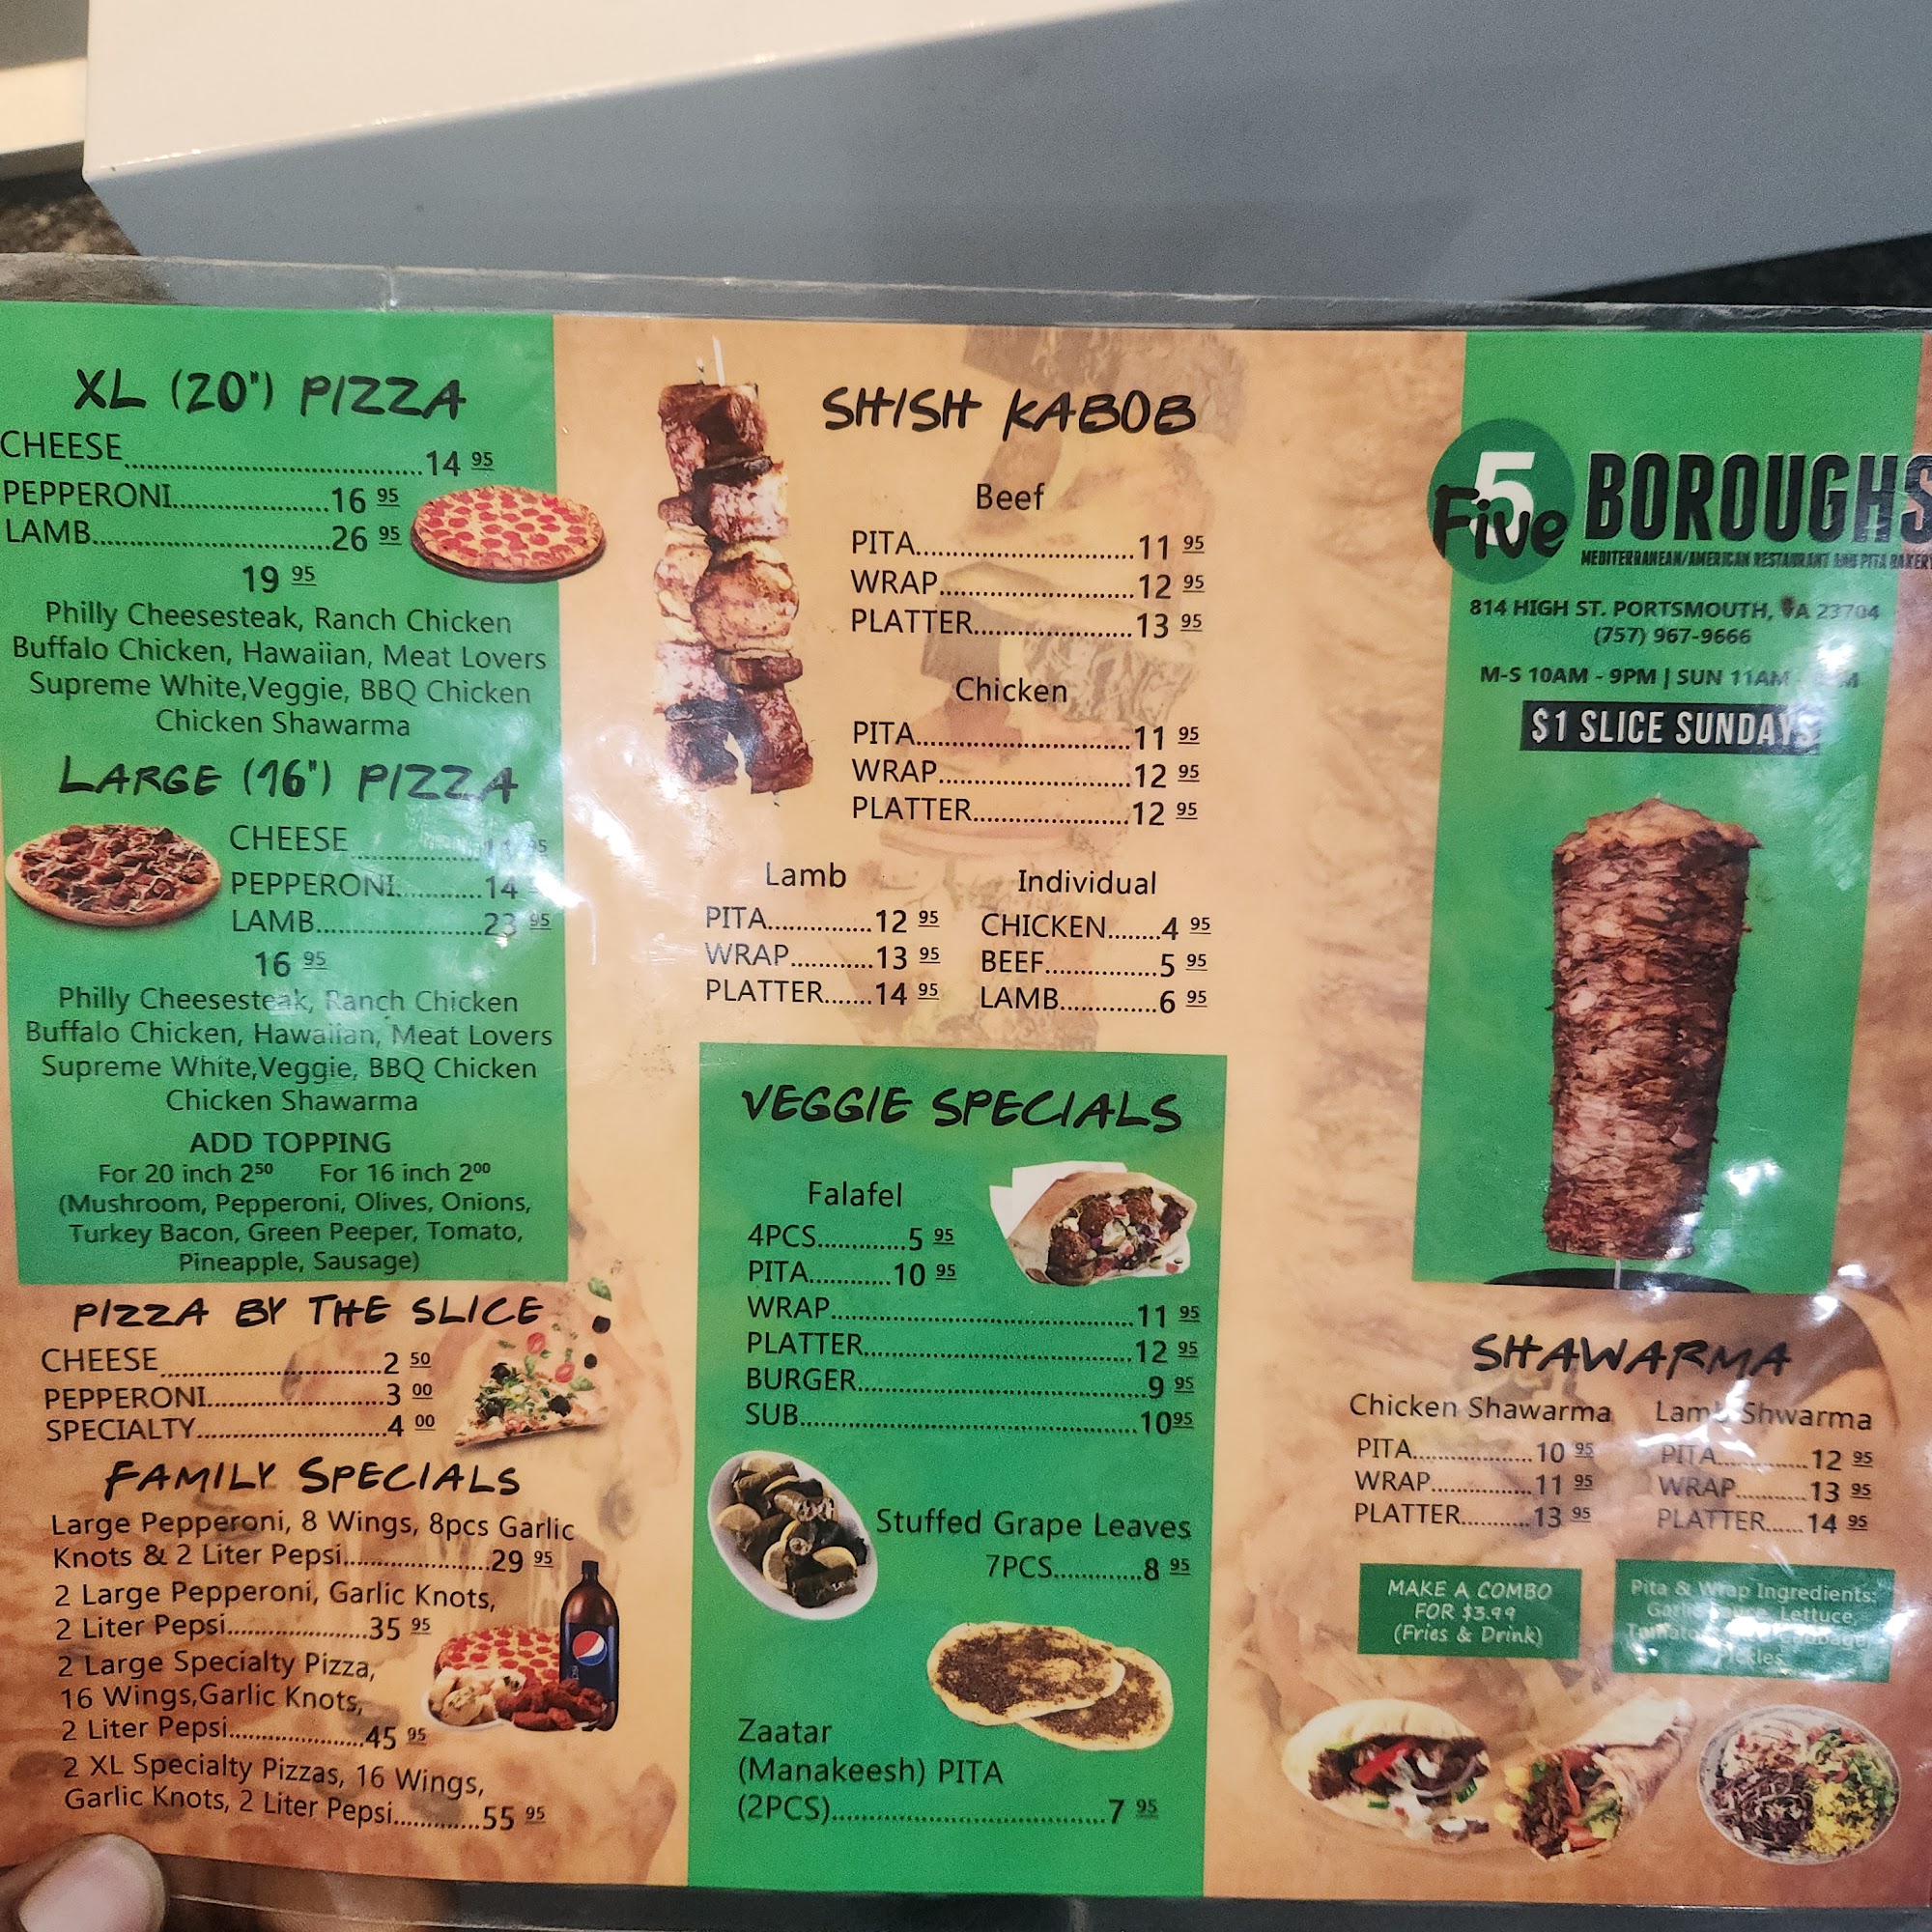 XL (20") PIZZA
CHEESE 14 95
PEPPERONI 16 95
LAMB 26 95
19 95
Philly Cheesesteak, Ranch Chicken
Buffalo Chicken, Hawaiian, Meat Lovers
Supreme White,Veggie, BBQ Chicken
Chicken Shawarma
LARGE (16") PIZZA
CHEESE 95
PEPPERONI 14
LAMB 23 95
16 95
Philly Cheesesteak, Ranch Chicken
Buffalo Chicken, Hawaiian, Meat Lovers
Supreme White,Veggie, BBQ Chicken
Chicken Shawarma
ADD TOPPING
For 20 inch 2 50 For 16 inch 2 00
(Mushroom, Pepperoni, Olives, Onions,
Turkey Bacon, Green Peeper, Tomato,
Pineapple, Sausage)
PIZZA BY THE SLICE
CHEESE 2 50
PEPPERONI 3 00
SPECIALTY 4 00
FAMILY SPECIALS
Large Pepperoni, 8 Wings, 8pcs Garlic
Knots & 2 Liter Pepsi 29 95
2 Large Pepperoni, Garlic Knots,
2 Liter Pepsi 35 95
2 Large Specialty Pizza,
16 Wings,Garlic Knots,
2 Liter Pepsi 45 95
2 XL Specialty Pizzas, 16 Wings,
Garlic Knots, 2 Liter Pepsi 55 95
SHISH KABOB
Beef
PITA 11 95
WRAP 12 95
PLATTER 13 95
Chicken
PITA 11 95
WRAP 12 95
PLATTER 12 95
Lamb
PITA 12 95
WRAP 13 95
PLATTER 14 95
Individual
CHICKEN 4 95
BEEF 5 95
LAMB 6 95
VEGGIE SPECIALS
Falafel
4PCS 5 95
PITA 10 95
WRAP 11 95
PLATTER 12 95
BURGER 9 95
SUB 10 95
Stuffed Grape Leaves
7PCS 8 95
Zaatar
(Manakeesh) PITA
(2PCS) 7 95
5
Five BOROUGHS
MEDITERRANEAN/AMERICAN RESTAURANT AND PITA BAKERY
814 HIGH ST. PORTSMOUTH, VA 23704
(757) 967-9666
M-S 10AM - 9PM | SUN 11AM -
$1 SLICE SUNDAYS
SHAWARMA
Chicken Shawarma
PITA 10 95
WRAP 11 95
PLATTER 13 95
Lamb Shwarma
PITA 12 95
WRAP 13 95
PLATTER 14 95
MAKE A COMBO
FOR $3.99
(Fries & Drink)
Pita & Wrap Ingredients:
Lettuce,
Pickles